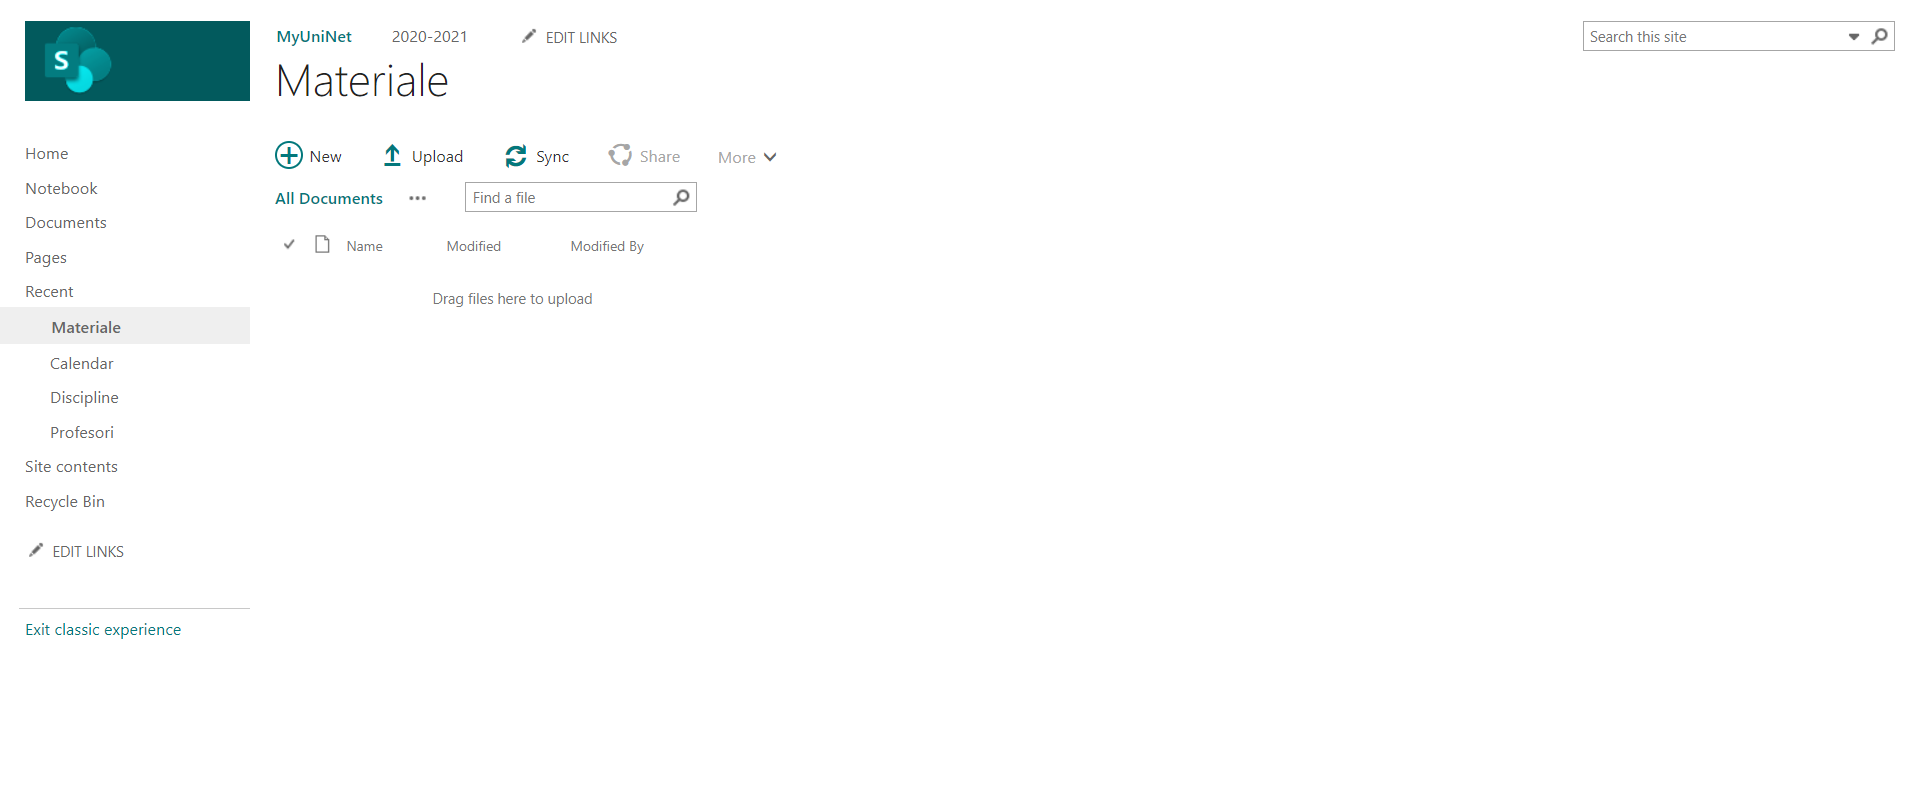 S
MyUniNet 2020-2021 EDIT LINKS
Search this site
Materiale
Home
Notebook
Documents
Pages
Recent
Materiale
Calendar
Discipline
Profesori
Site contents
Recycle Bin
EDIT LINKS
Exit classic experience
New Upload Sync Share More
All Documents ••• Find a file
Name Modified Modified By
Drag files here to upload